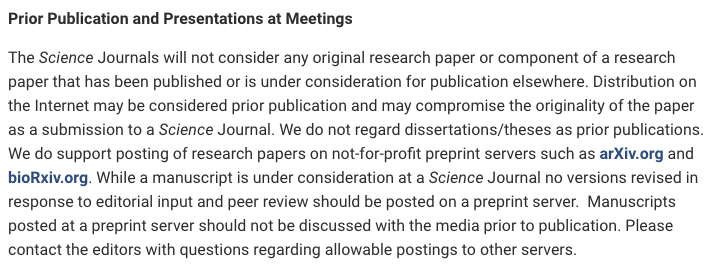 Prior Publication and Presentations at Meetings
The Science Journals will not consider any original research paper or component of a research
paper that has been published or is under consideration for publication elsewhere. Distribution on
the Internet may be considered prior publication and may compromise the originality of the paper
as a submission to a Science Journal. We do not regard dissertations/theses as prior publications.
We do support posting of research papers on not-for-profit preprint servers such as arXiv.org and
bioRxiv.org. While a manuscript is under consideration at a Science Journal no versions revised in
response to editorial input and peer review should be posted on a preprint server.  Manuscripts
posted at a preprint server should not be discussed with the media prior to publication. Please
contact the editors with questions regarding allowable postings to other servers.